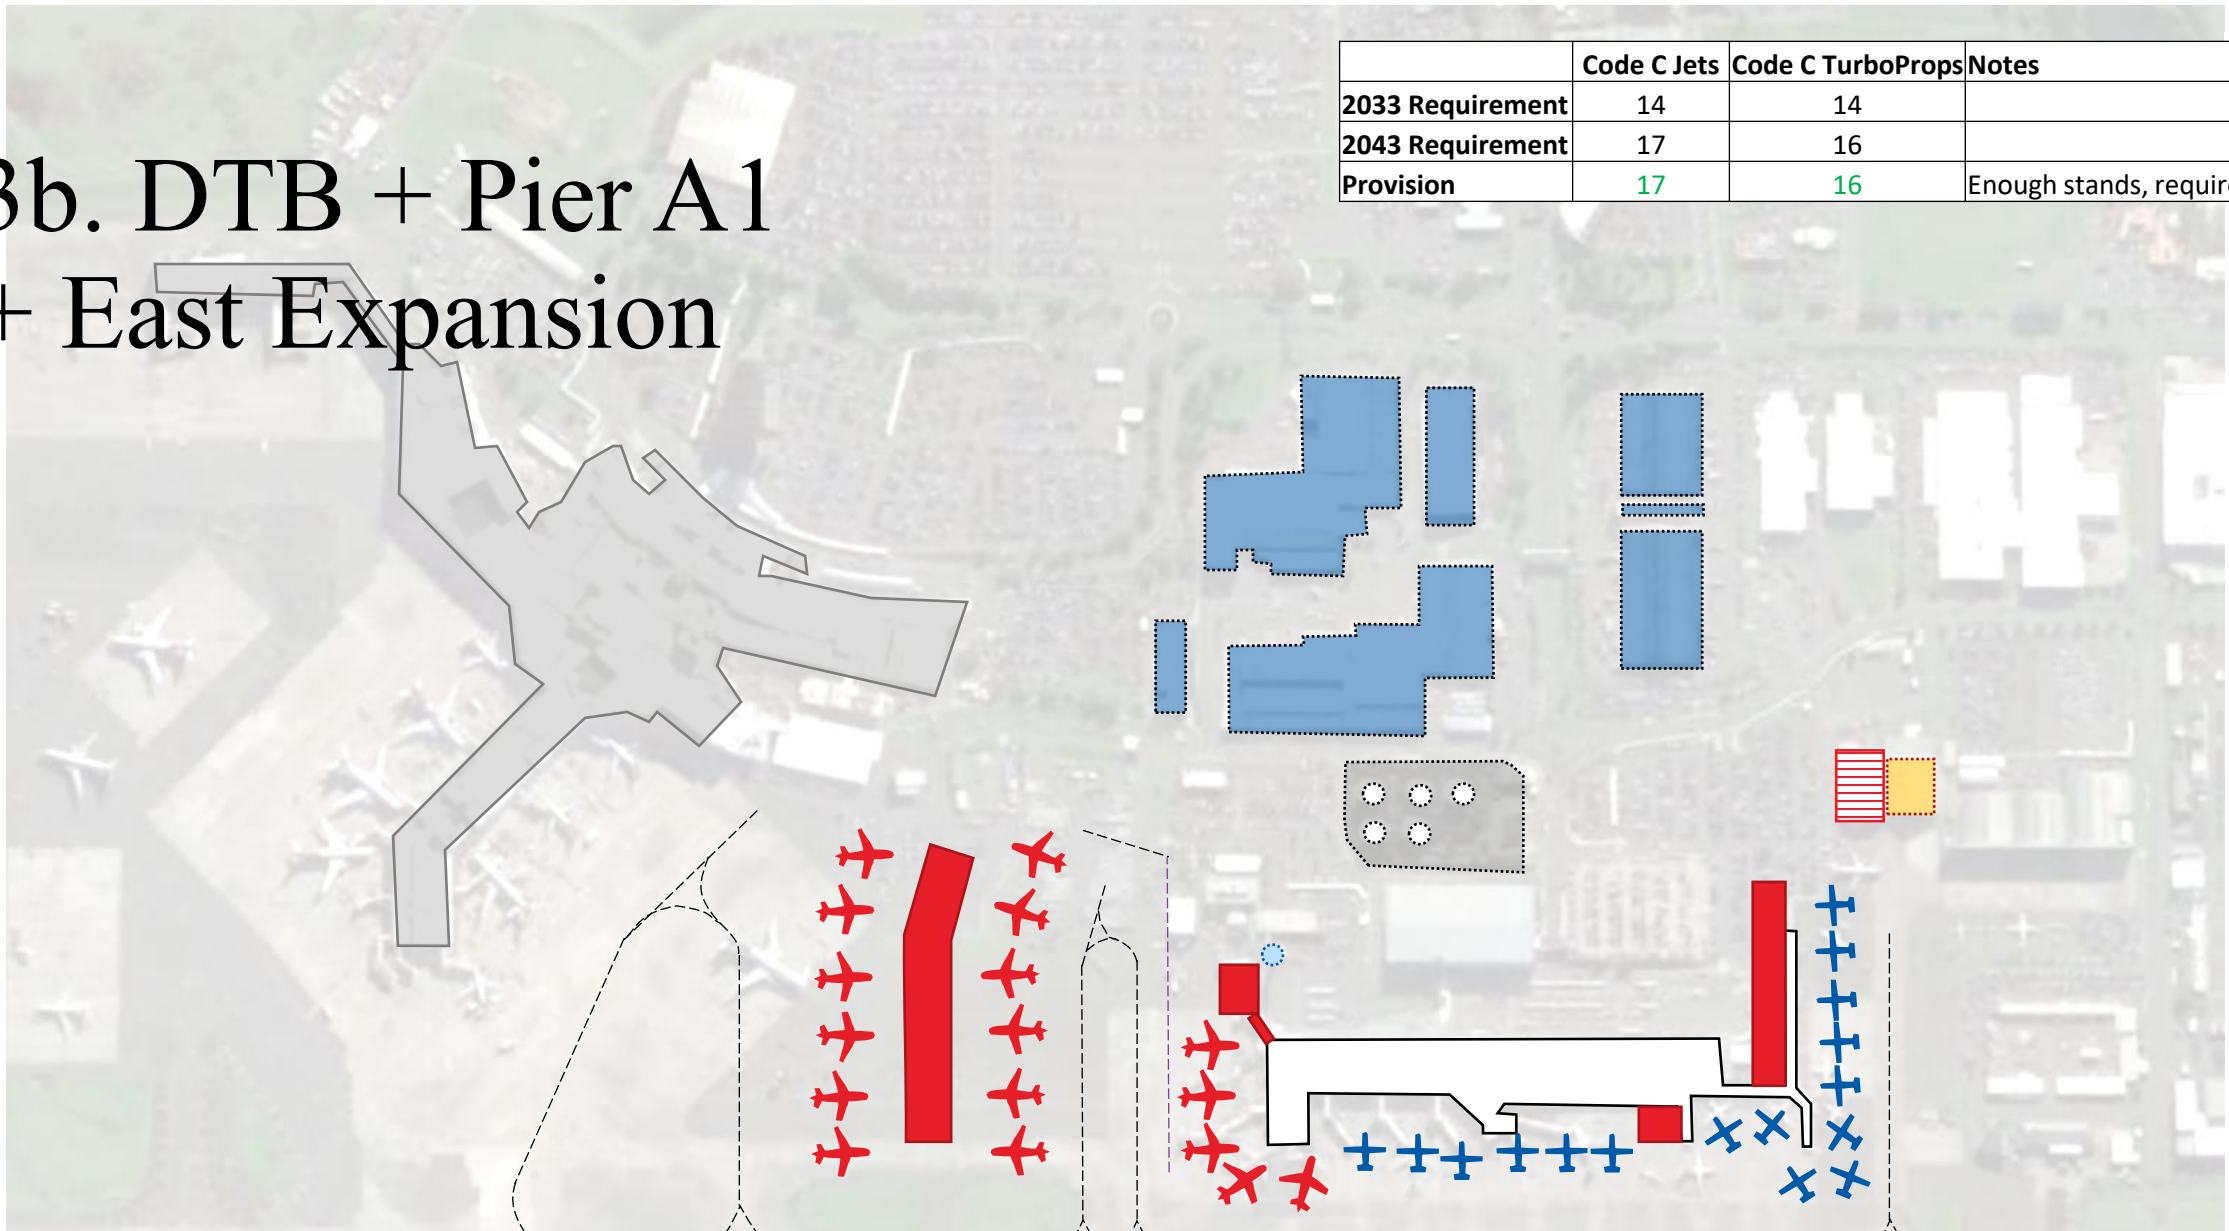 3b. DTB + Pier A1
+ East Expansion
Code C Jets Code C TurboProps Notes
2033 Requirement 14 14
2043 Requirement 17 16
Provision 17 16 Enough stands,